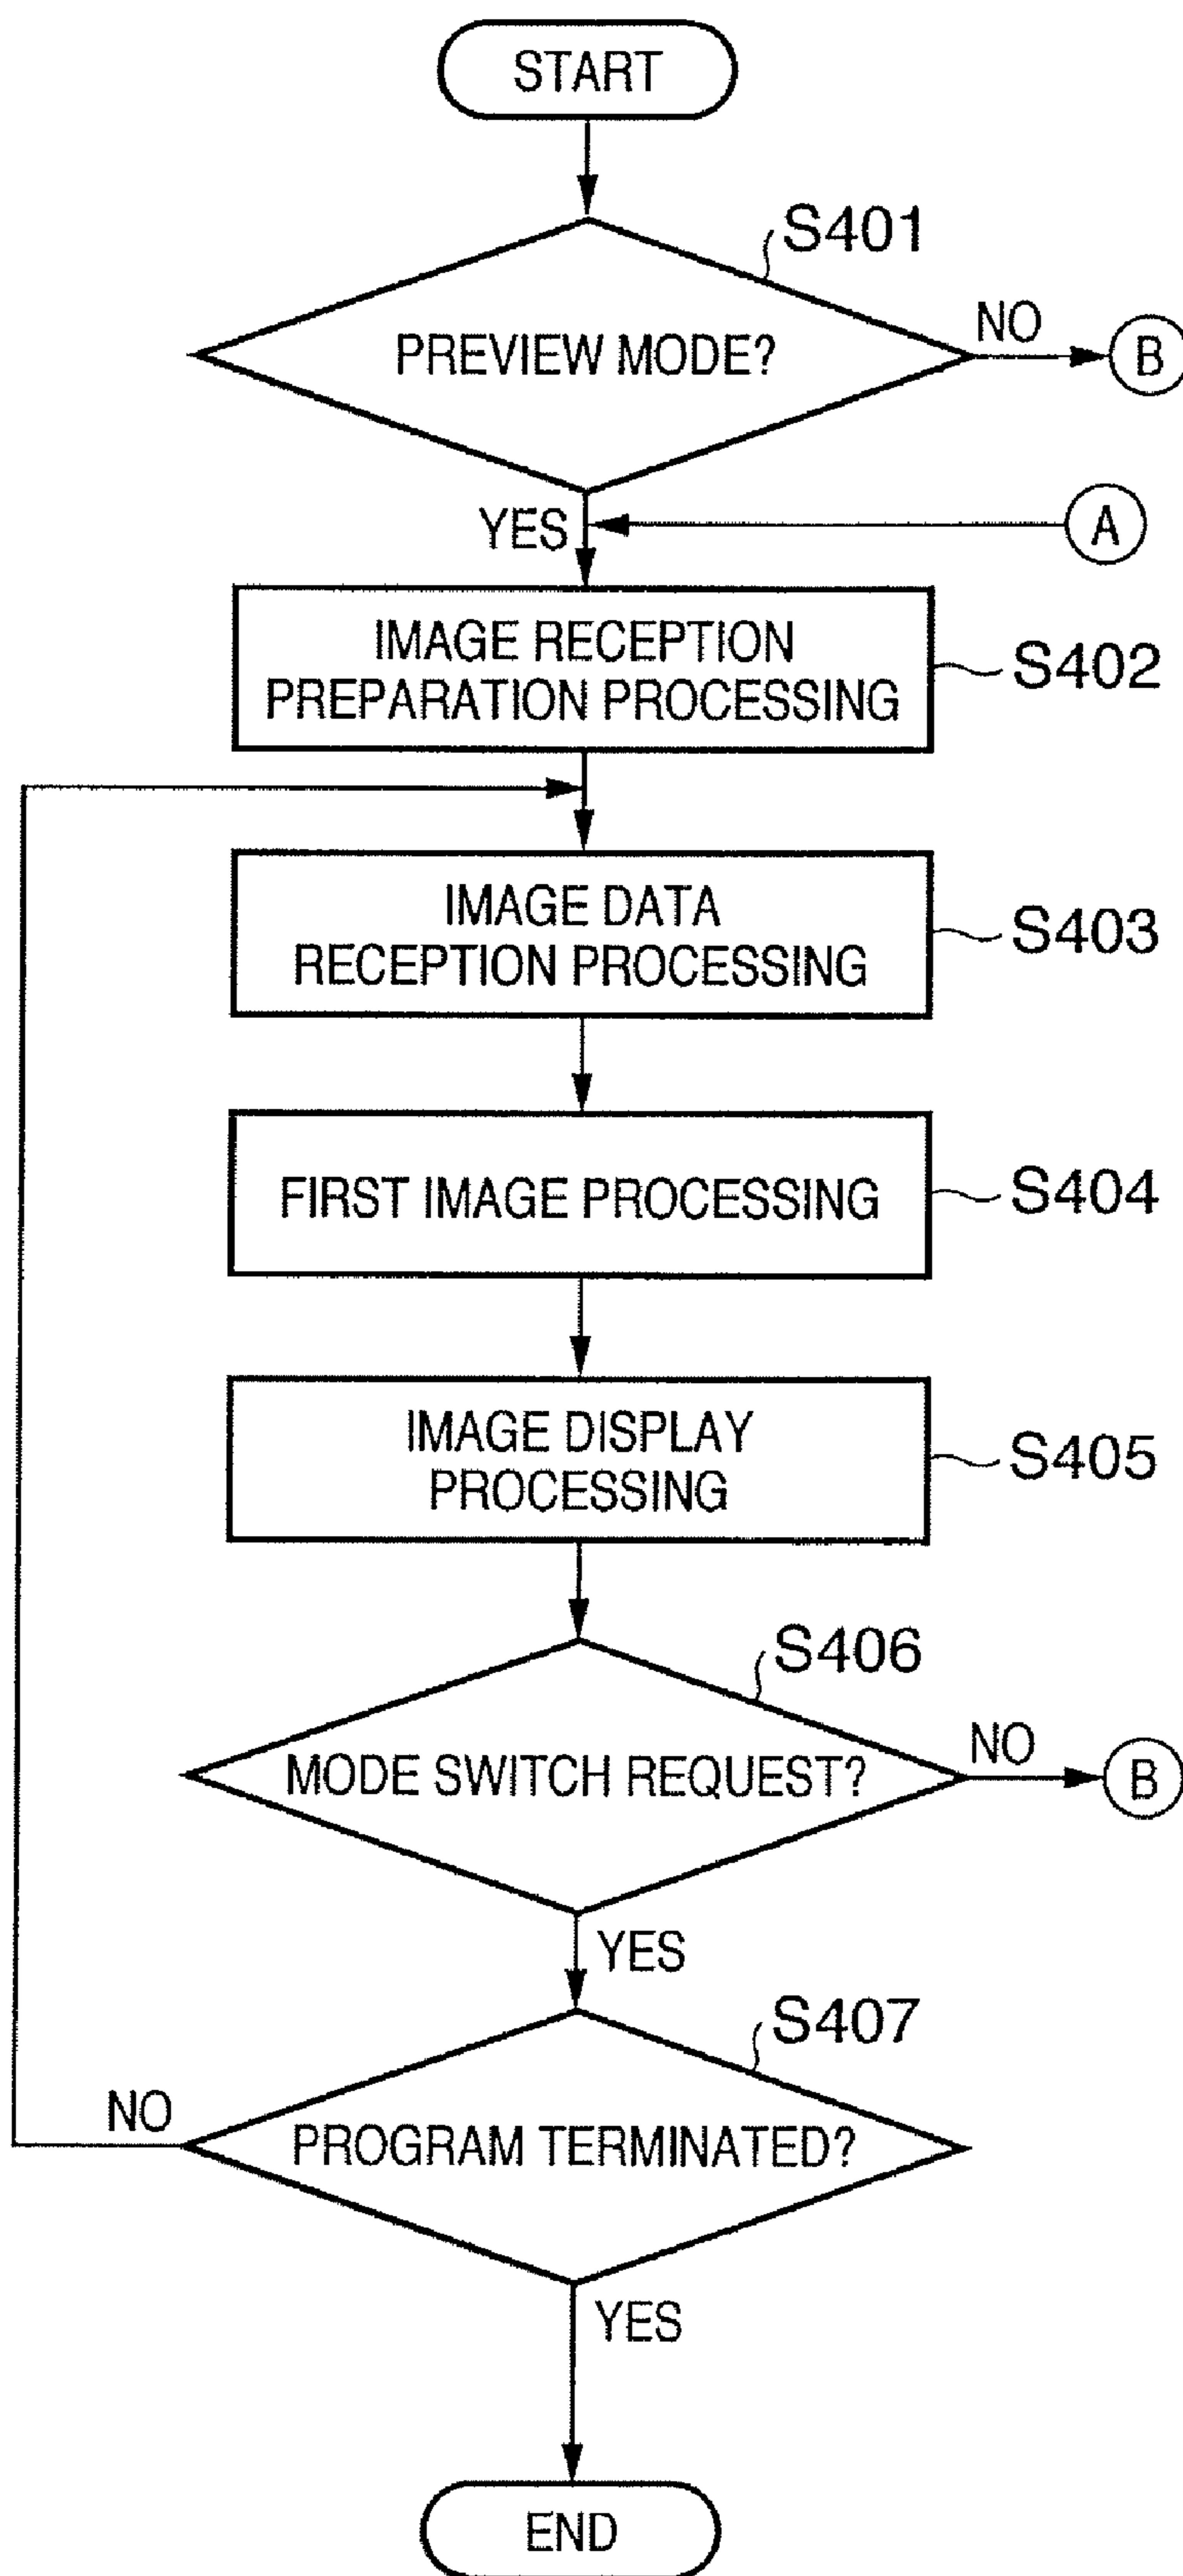 START
S401
PREVIEW MODE?
NO
B
YES
A
IMAGE RECEPTION
PREPARATION PROCESSING
S402
IMAGE DATA
RECEPTION PROCESSING
S403
FIRST IMAGE PROCESSING
S404
IMAGE DISPLAY
PROCESSING
S405
S406
MODE SWITCH REQUEST?
NO
B
YES
S407
NO
PROGRAM TERMINATED?
YES
END